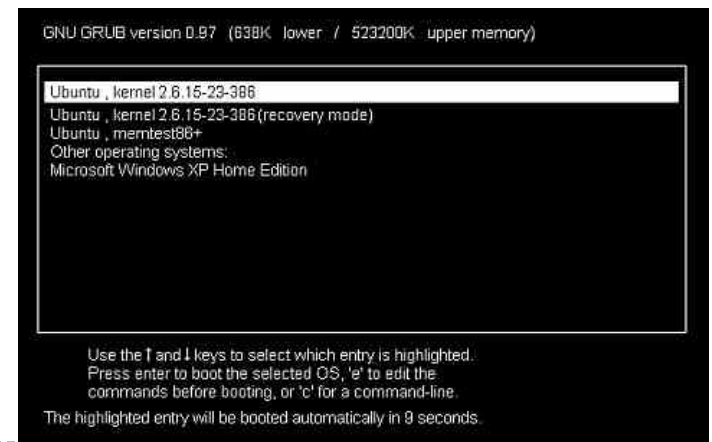 GNU GRUB version 0.97 (638K lower / 523200K upper memory)
Ubuntu , kernel 2.6.15-23-386
Ubuntu , kernel 2.6.15-23-386(recovery mode)
Ubuntu , memtest86+
Other operating systems:
Microsoft Windows XP Home Edition
Use the ↑ and ↓ keys to select which entry is highlighted.
Press enter to boot the selected OS, 'e' to edit the
commands before booting, or 'c' for a command-line.
The highlighted entry will be booted automatically in 9 seconds.